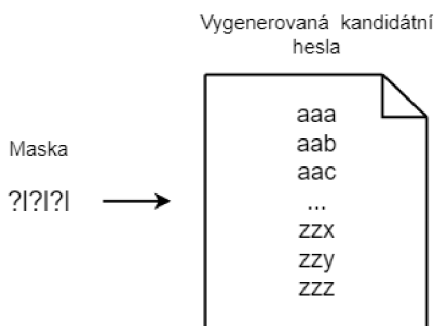 Vygenerovaná kandidátní
hesla
Maska
?l?l?l
aaa
aab
aac
...
zzx
zzy
zzz